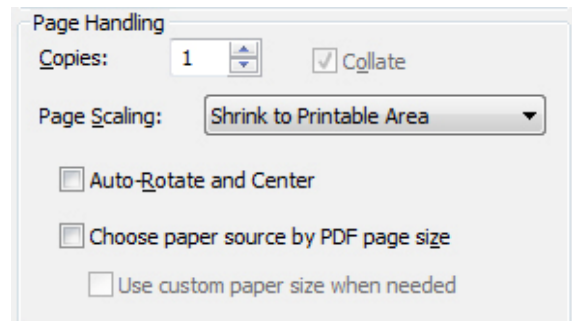 Page Handling
Copies: 1 Collate
Page Scaling: Shrink to Printable Area
Auto-Rotate and Center
Choose paper source by PDF page size
Use custom paper size when needed